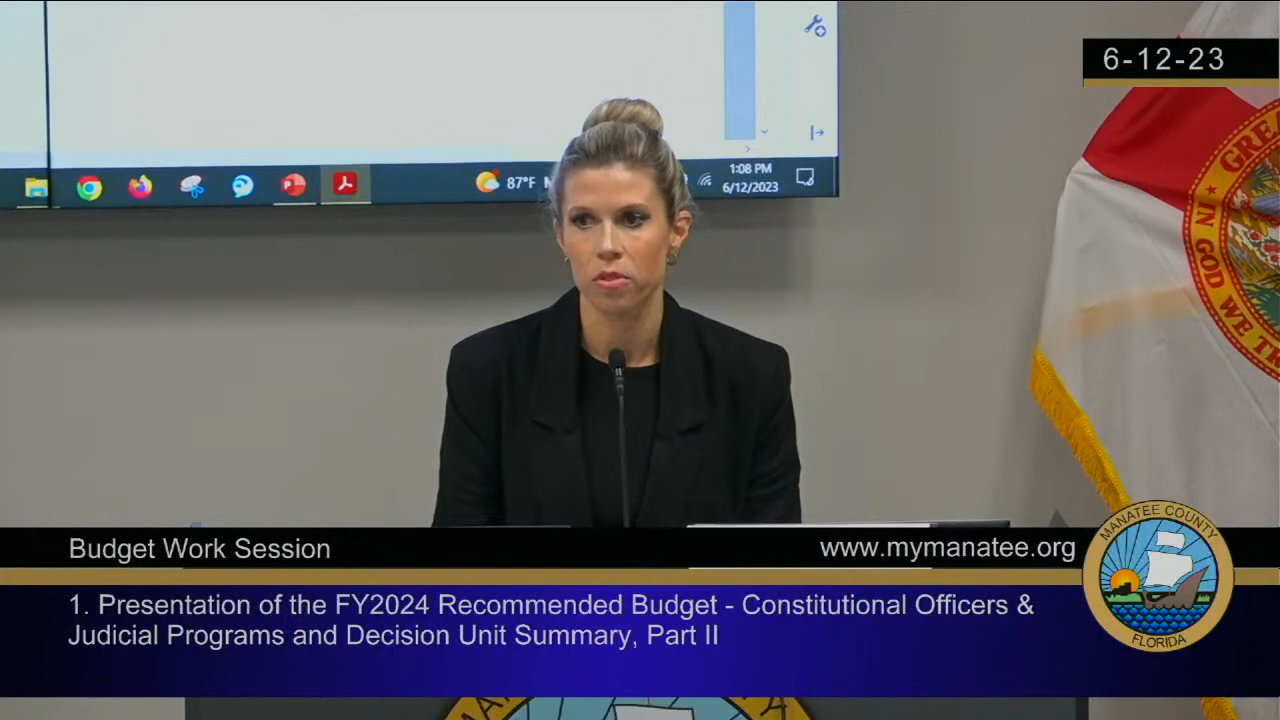 6-12-23
GREA
IN GOD WE TR
87°F
1:08 PM
6/12/2023
Budget Work Session
www.mymanatee.org
1. Presentation of the FY2024 Recommended Budget - Constitutional Officers &
Judicial Programs and Decision Unit Summary, Part II
MANATEE COUNTY
FLORIDA